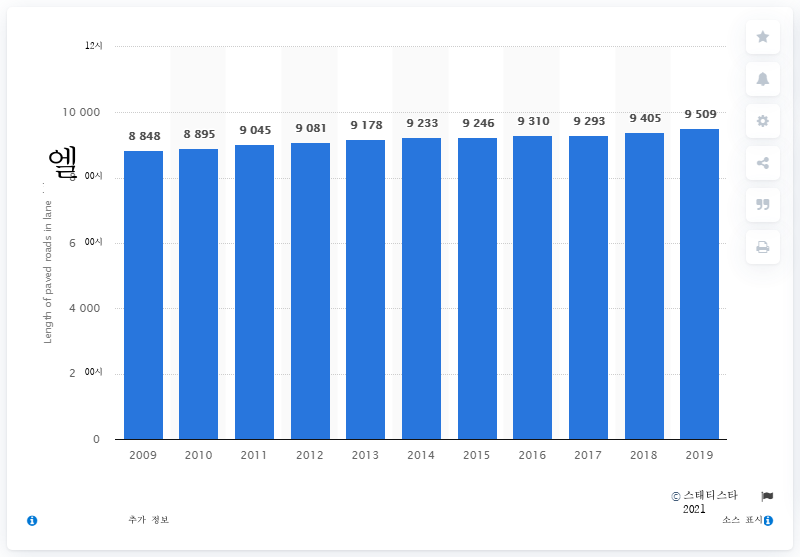 12시
8 848
8 895
9 045
9 081
9 178
9 233
9 246
9 310
9 293
9 405
9 509
10 000
엘
00시
6 00시
4 000
2 00시
0
Length of paved roads in lane
2009 2010 2011 2012 2013 2014 2015 2016 2017 2018 2019
© 스태티스타
2021
추가 정보
소스 표시